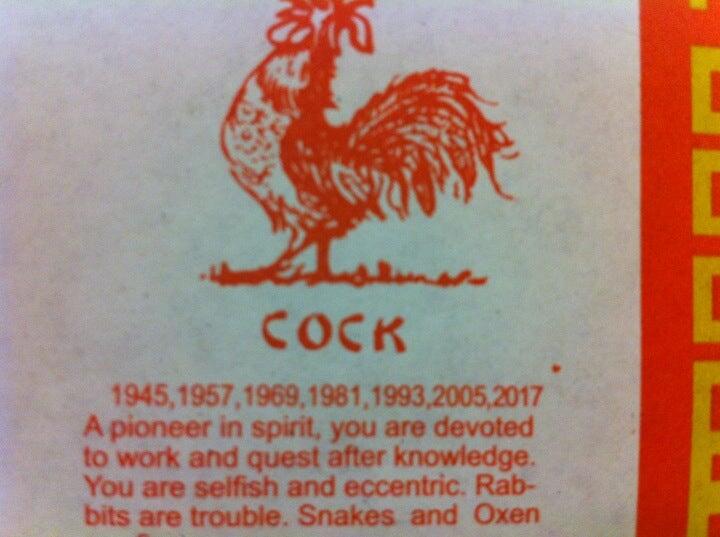 COCK
1945,1957,1969,1981,1993,2005,2017
A pioneer in spirit, you are devoted
to work and quest after knowledge.
You are selfish and eccentric. Rab-
bits are trouble. Snakes and Oxen